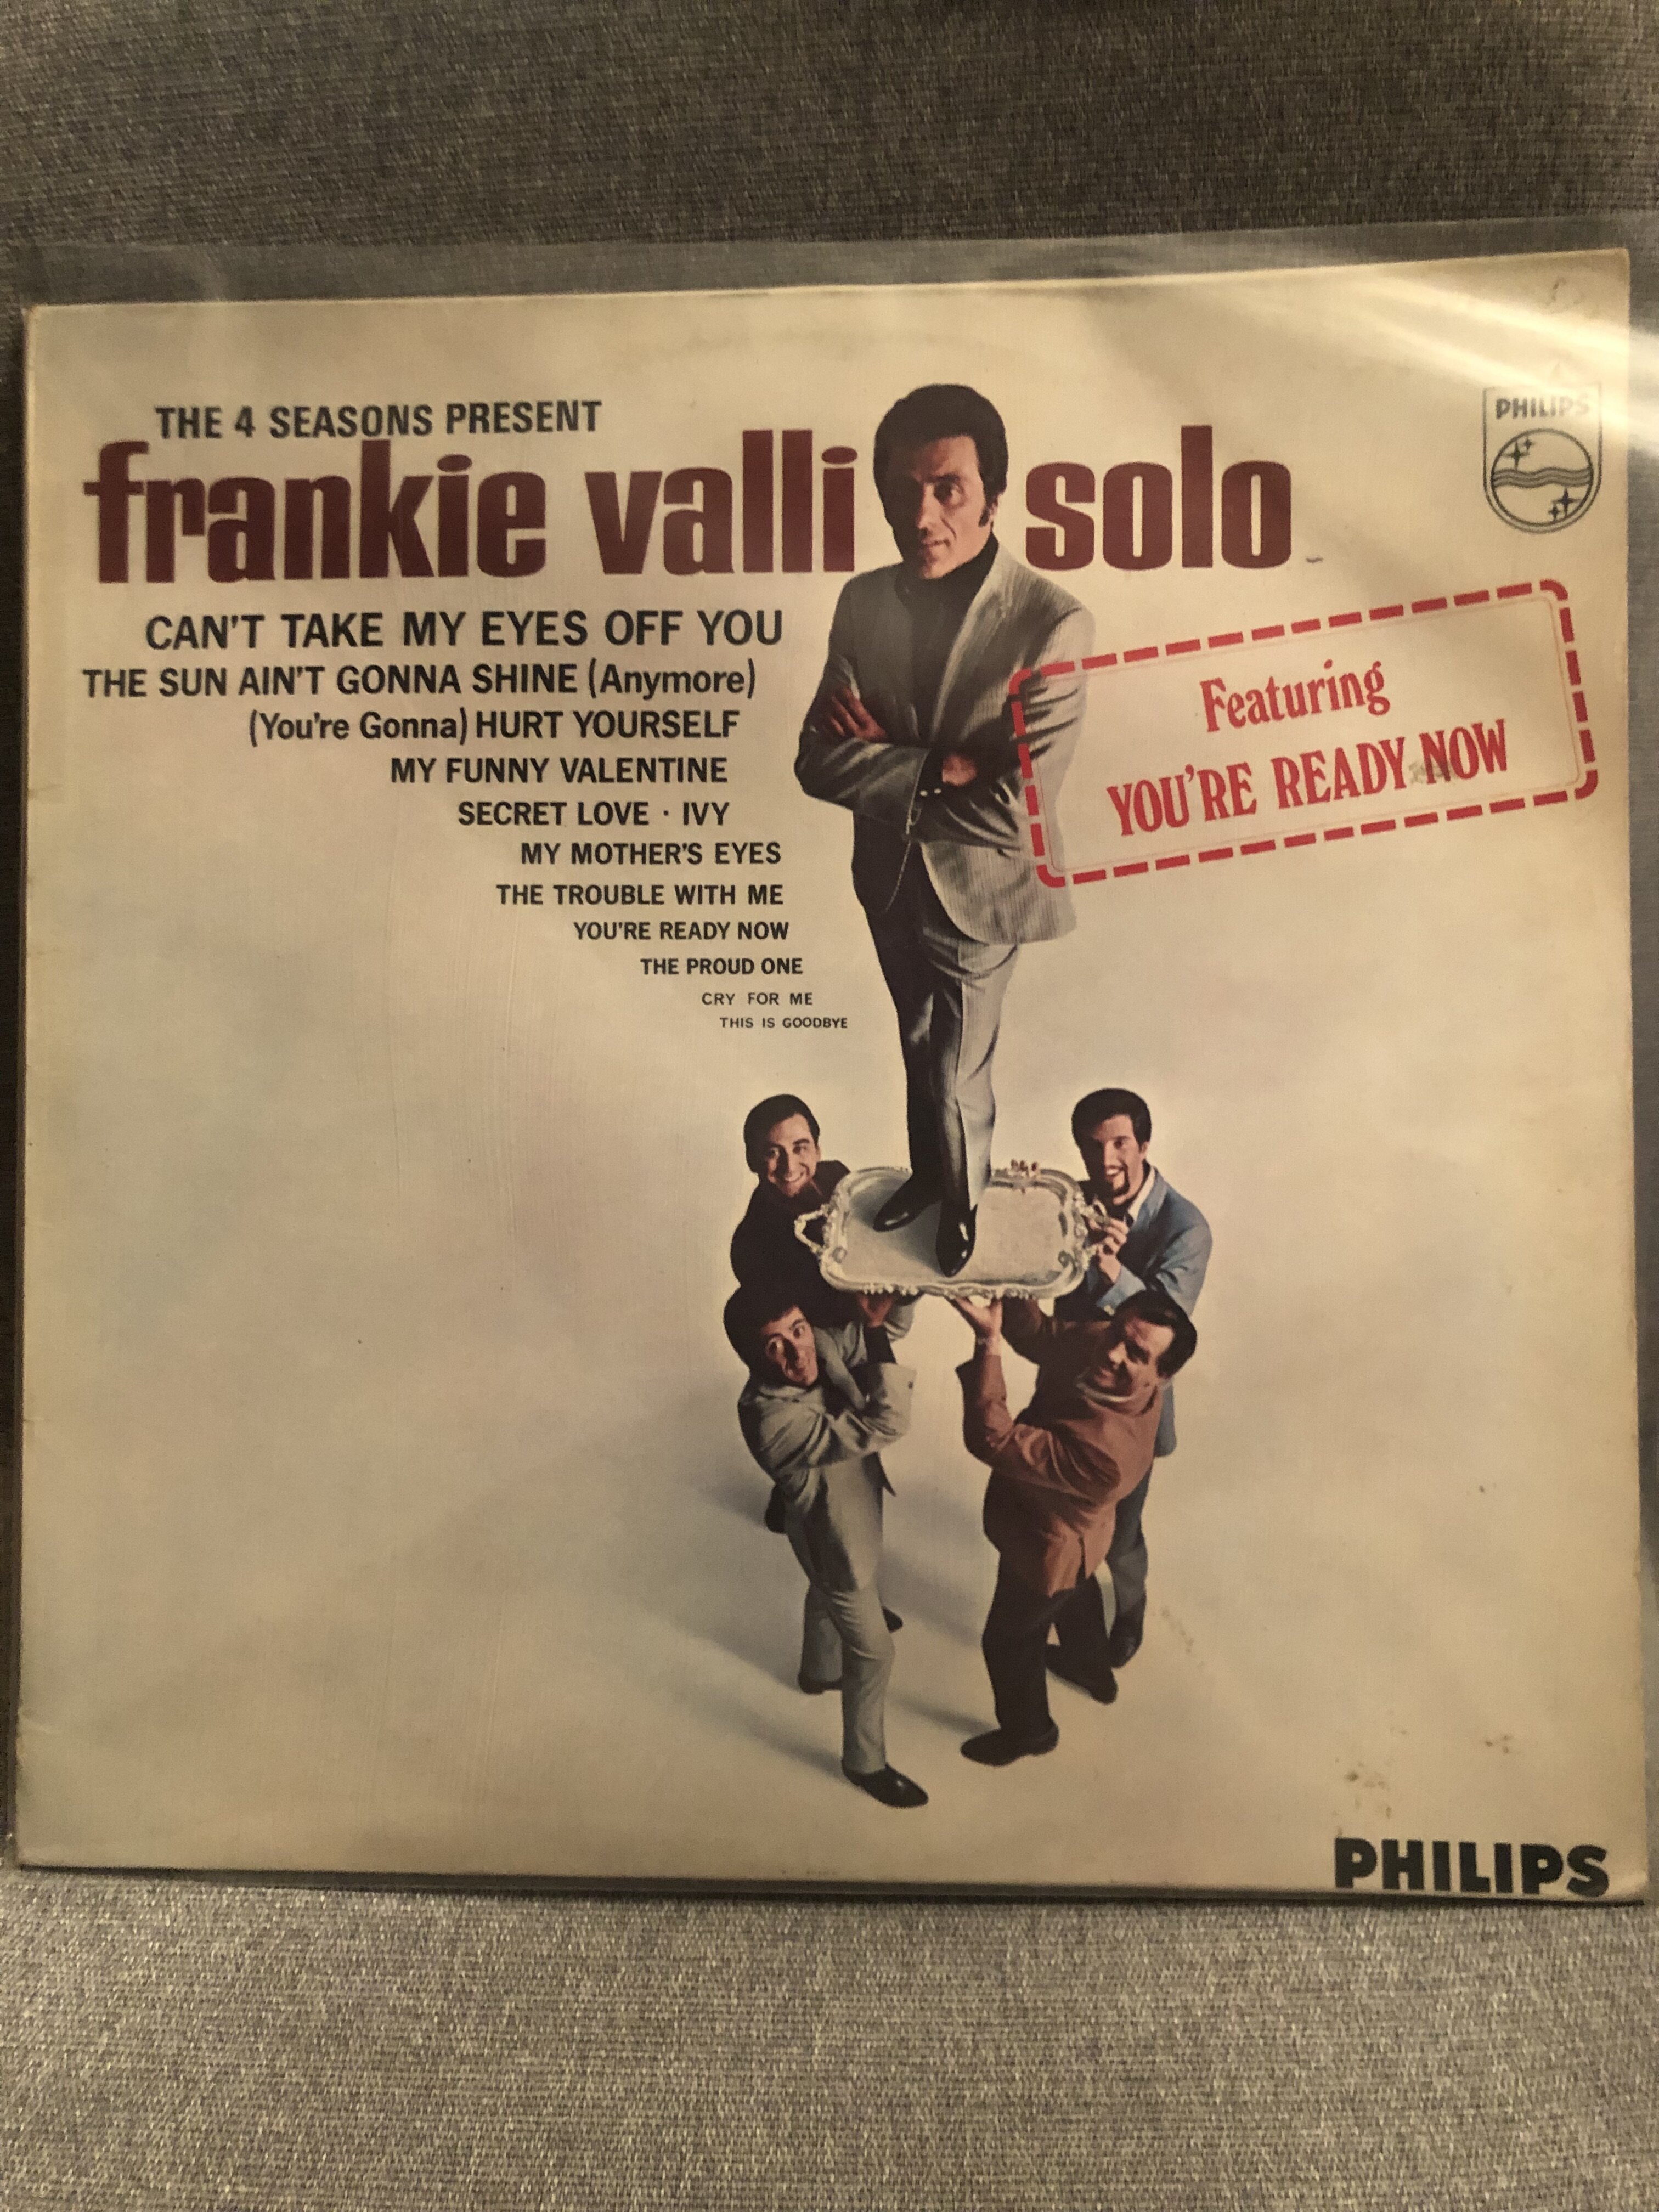 THE 4 SEASONS PRESENT
frankie valli solo
PHILIPS
CAN'T TAKE MY EYES OFF YOU
THE SUN AIN'T GONNA SHINE (Anymore)
(You're Gonna) HURT YOURSELF
MY FUNNY VALENTINE
SECRET LOVE · IVY
MY MOTHER'S EYES
THE TROUBLE WITH ME
YOU'RE READY NOW
THE PROUD ONE
CRY FOR ME
THIS IS GOODBYE
Featuring
YOU'RE READY NOW
PHILIPS